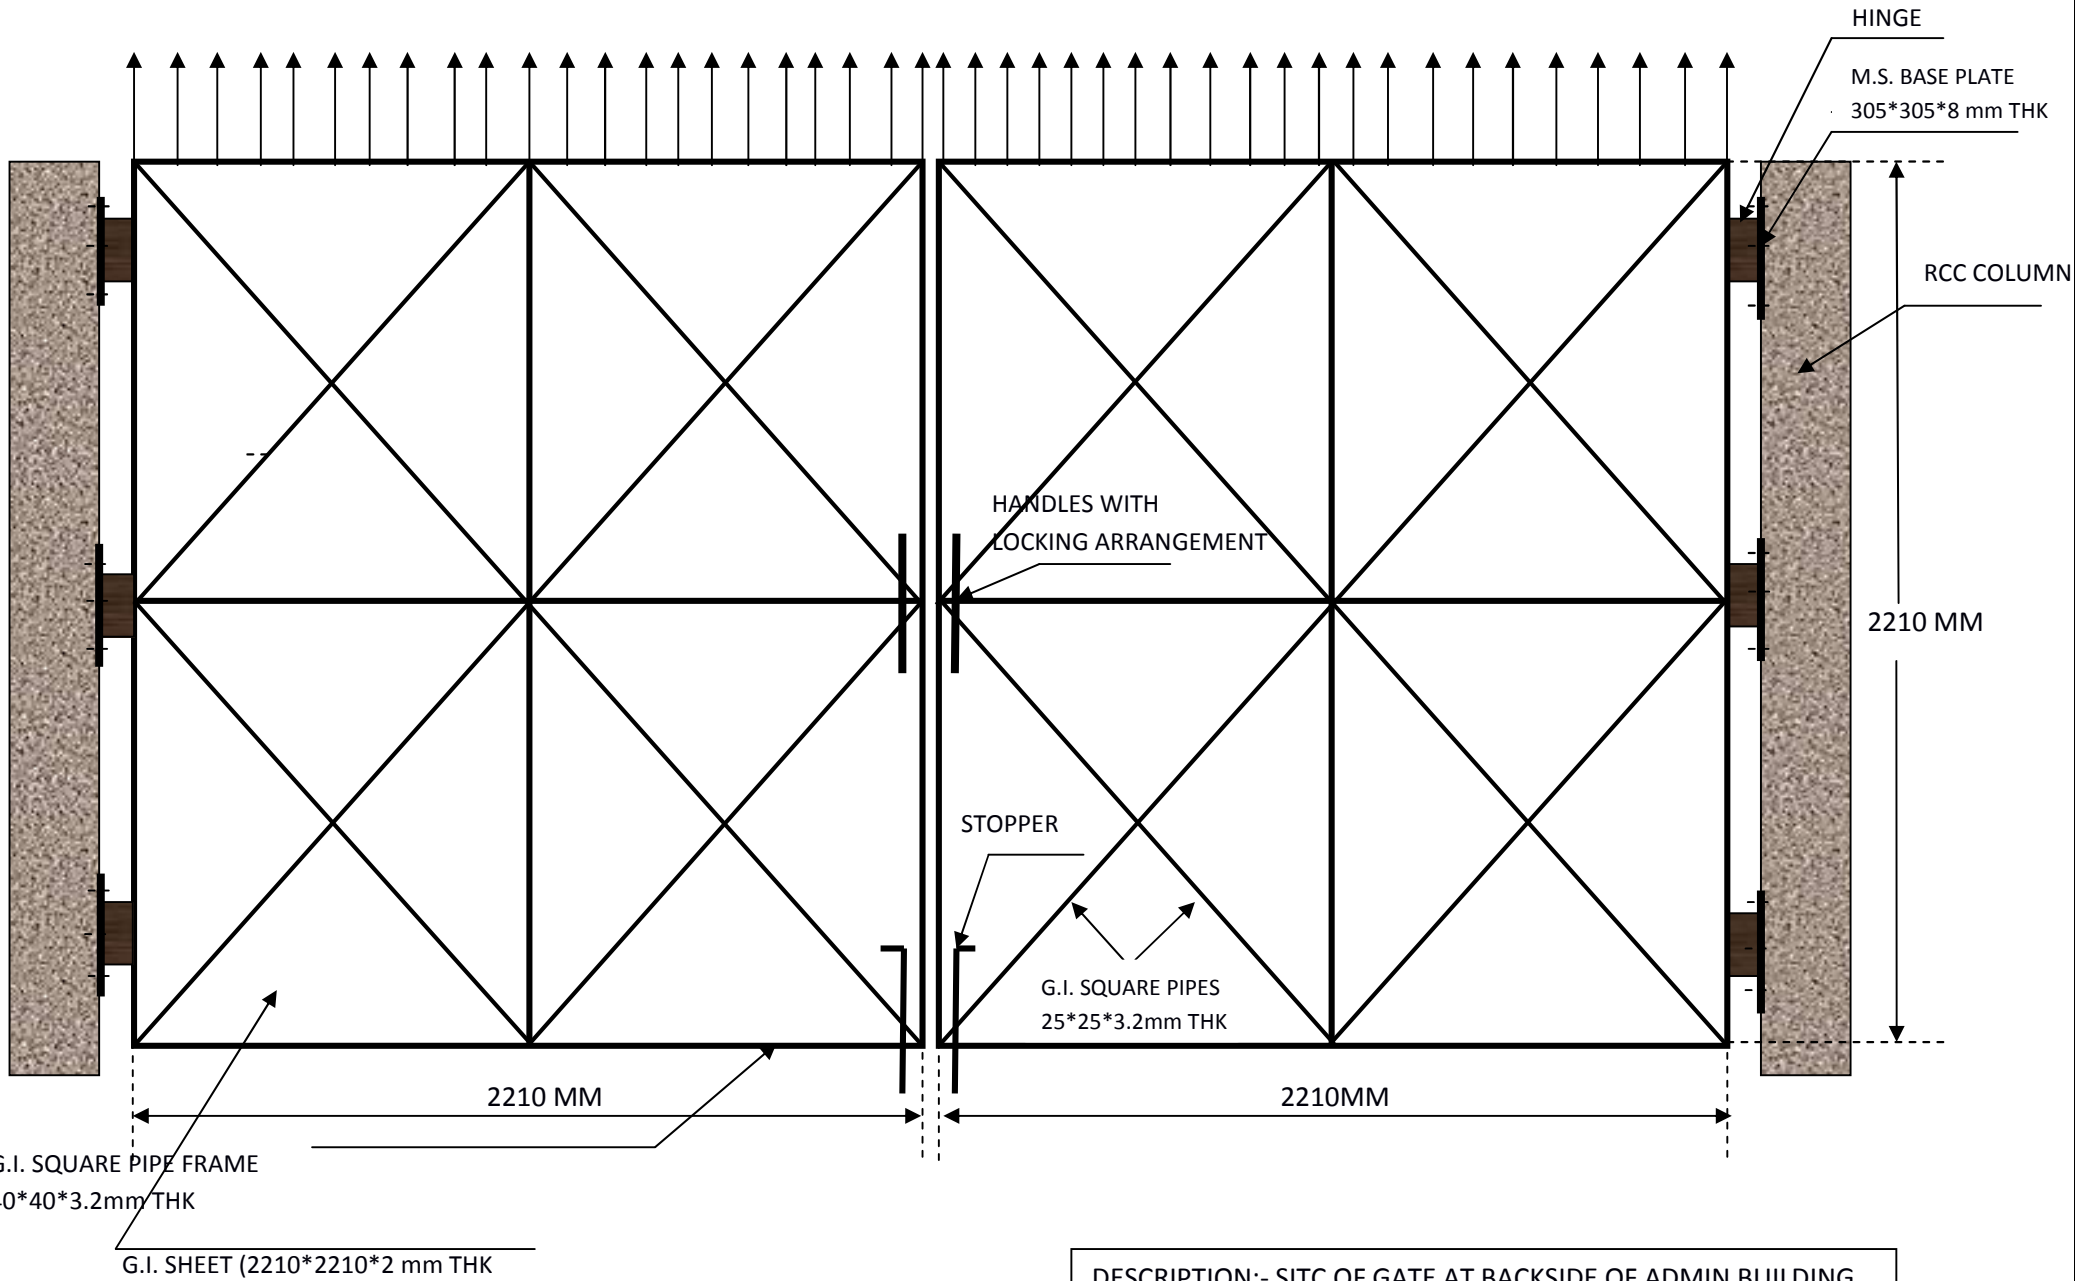 HINGE
M.S. BASE PLATE
305*305*8 mm THK
RCC COLUMN
HANDLES WITH
LOCKING ARRANGEMENT
2210 MM
STOPPER
G.I. SQUARE PIPES
25*25*3.2mm THK
2210 MM
2210MM
G.I. SQUARE PIPE FRAME
40*40*3.2mm THK
G.I. SHEET (2210*2210*2 mm THK
DESCRIPTION:- SITC OF GATE AT BACKSIDE OF ADMIN BUILDING